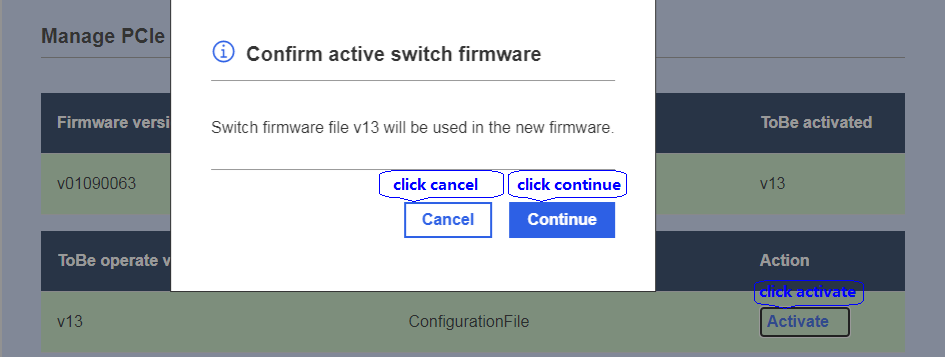 Manage PCIe
Confirm active switch firmware
Firmware versi
ToBe activated
Switch firmware file v13 will be used in the new firmware.
v01090063
v13
click cancel
click continue
Cancel
Continue
ToBe operate v
Action
click activate
v13
ConfigurationFile
Activate